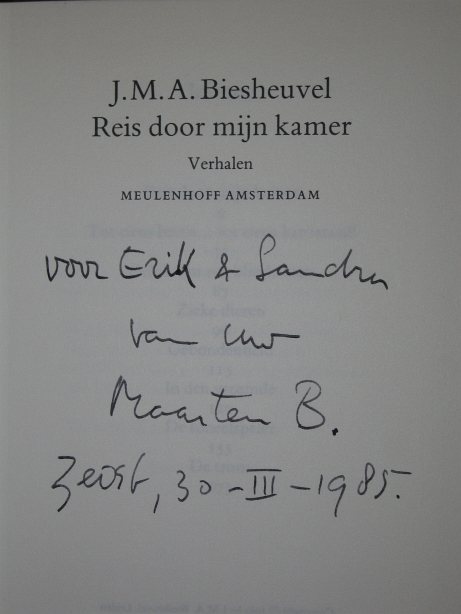 J.M.A. Biesheuvel
Reis door mijn kamer
Verhalen
MEULENHOFF AMSTERDAM
voor Erik & Sandra
van uw
Maarten B.
Zeist, 30-III-1985.